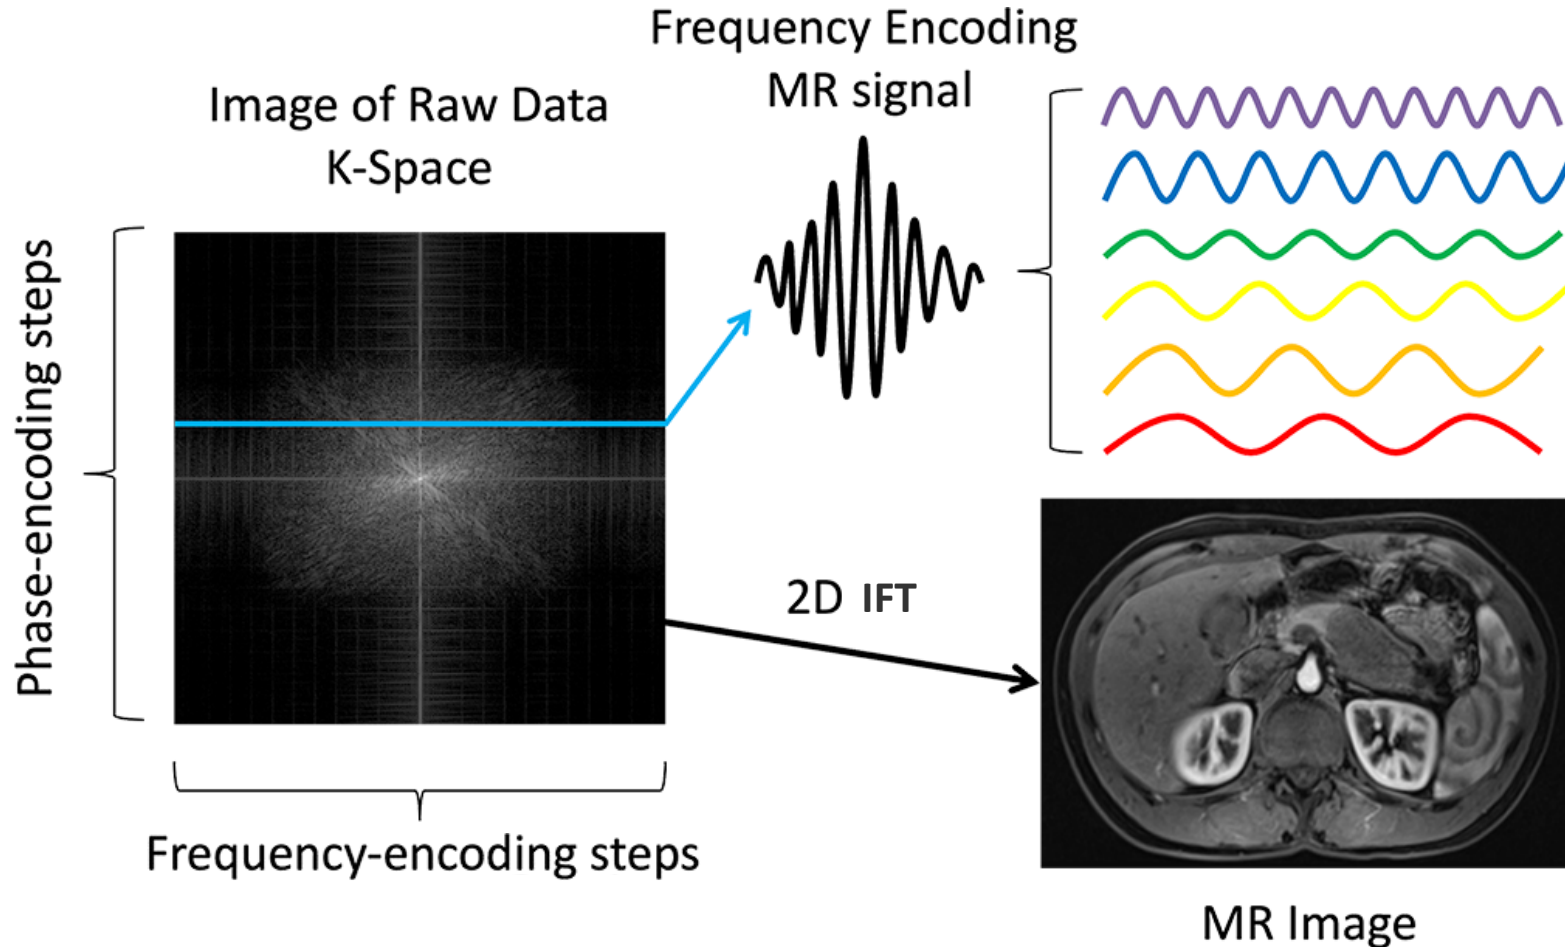 Frequency Encoding
MR signal
Image of Raw Data
K-Space
Phase-encoding steps
2D IFT
Frequency-encoding steps
MR Image